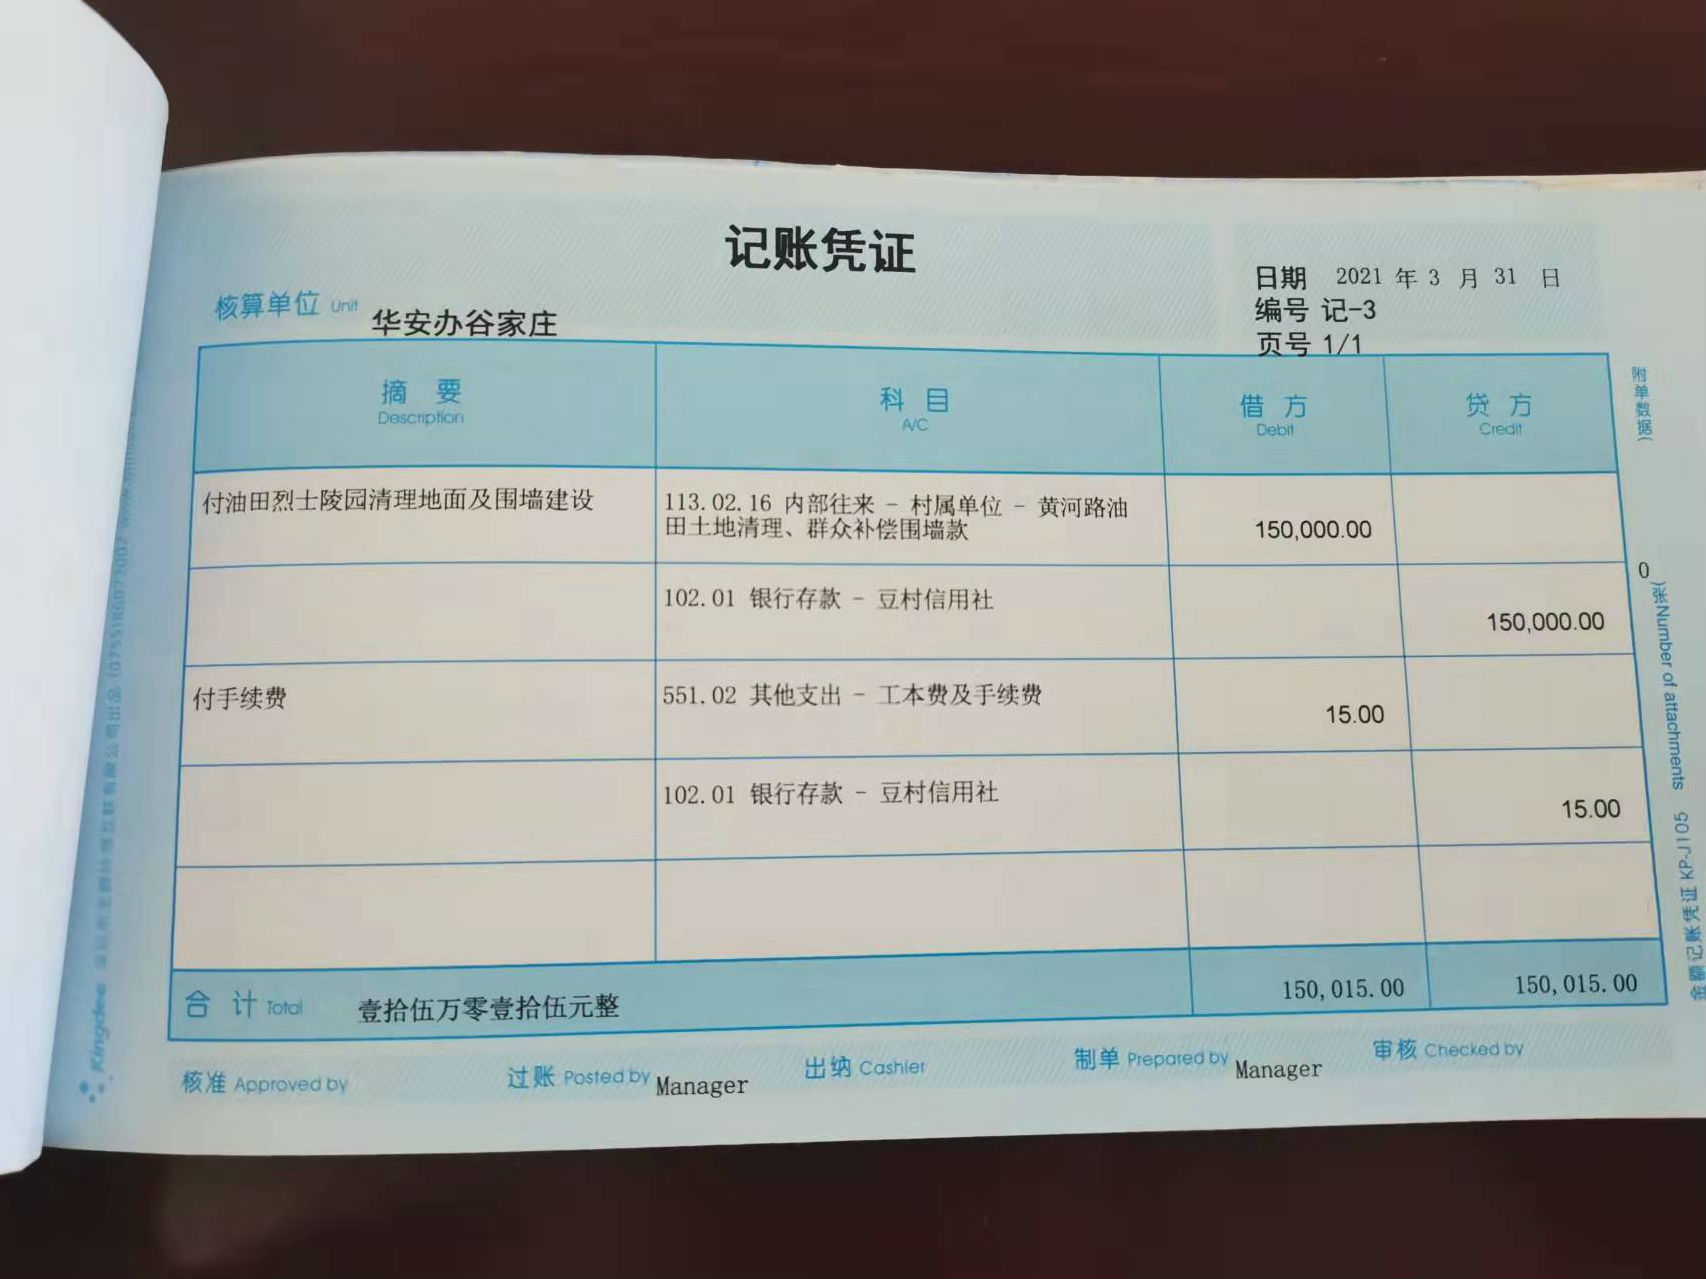 记账凭证
日期 2021 年 3 月 31 日
核算单位 Unit 华安办谷家庄
编号 记-3
页号 1/1
摘 要 科 目 借 方 贷 方
Description A/C Debit Credit
付油田烈士陵园清理地面及围墙建设 113.02.16 内部往来 - 村属单位 - 黄河路油
田土地清理、群众补偿围墙款 150,000.00
102.01 银行存款 - 豆村信用社 150,000.00
付手续费 551.02 其他支出 - 工本费及手续费 15.00
102.01 银行存款 - 豆村信用社 15.00
合 计 Total 壹拾伍万零壹拾伍元整 150,015.00 150,015.00
核准 Approved by 过账 Posted by Manager 出纳 Cashier 制单 Prepared by Manager 审核 Checked by
附单数据( 0 )张 Number of attachments
金额记账凭证 KP-J105
Kingdee